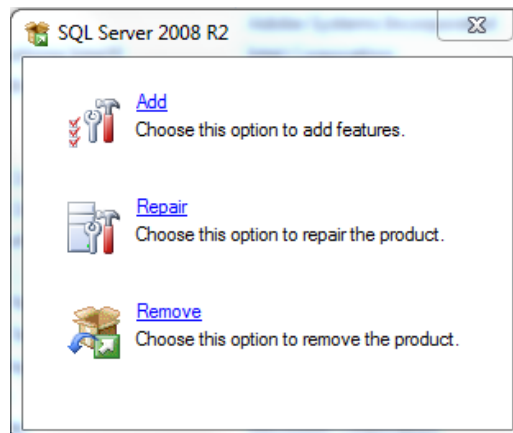 SQL Server 2008 R2
Add
Choose this option to add features.
Repair
Choose this option to repair the product.
Remove
Choose this option to remove the product.